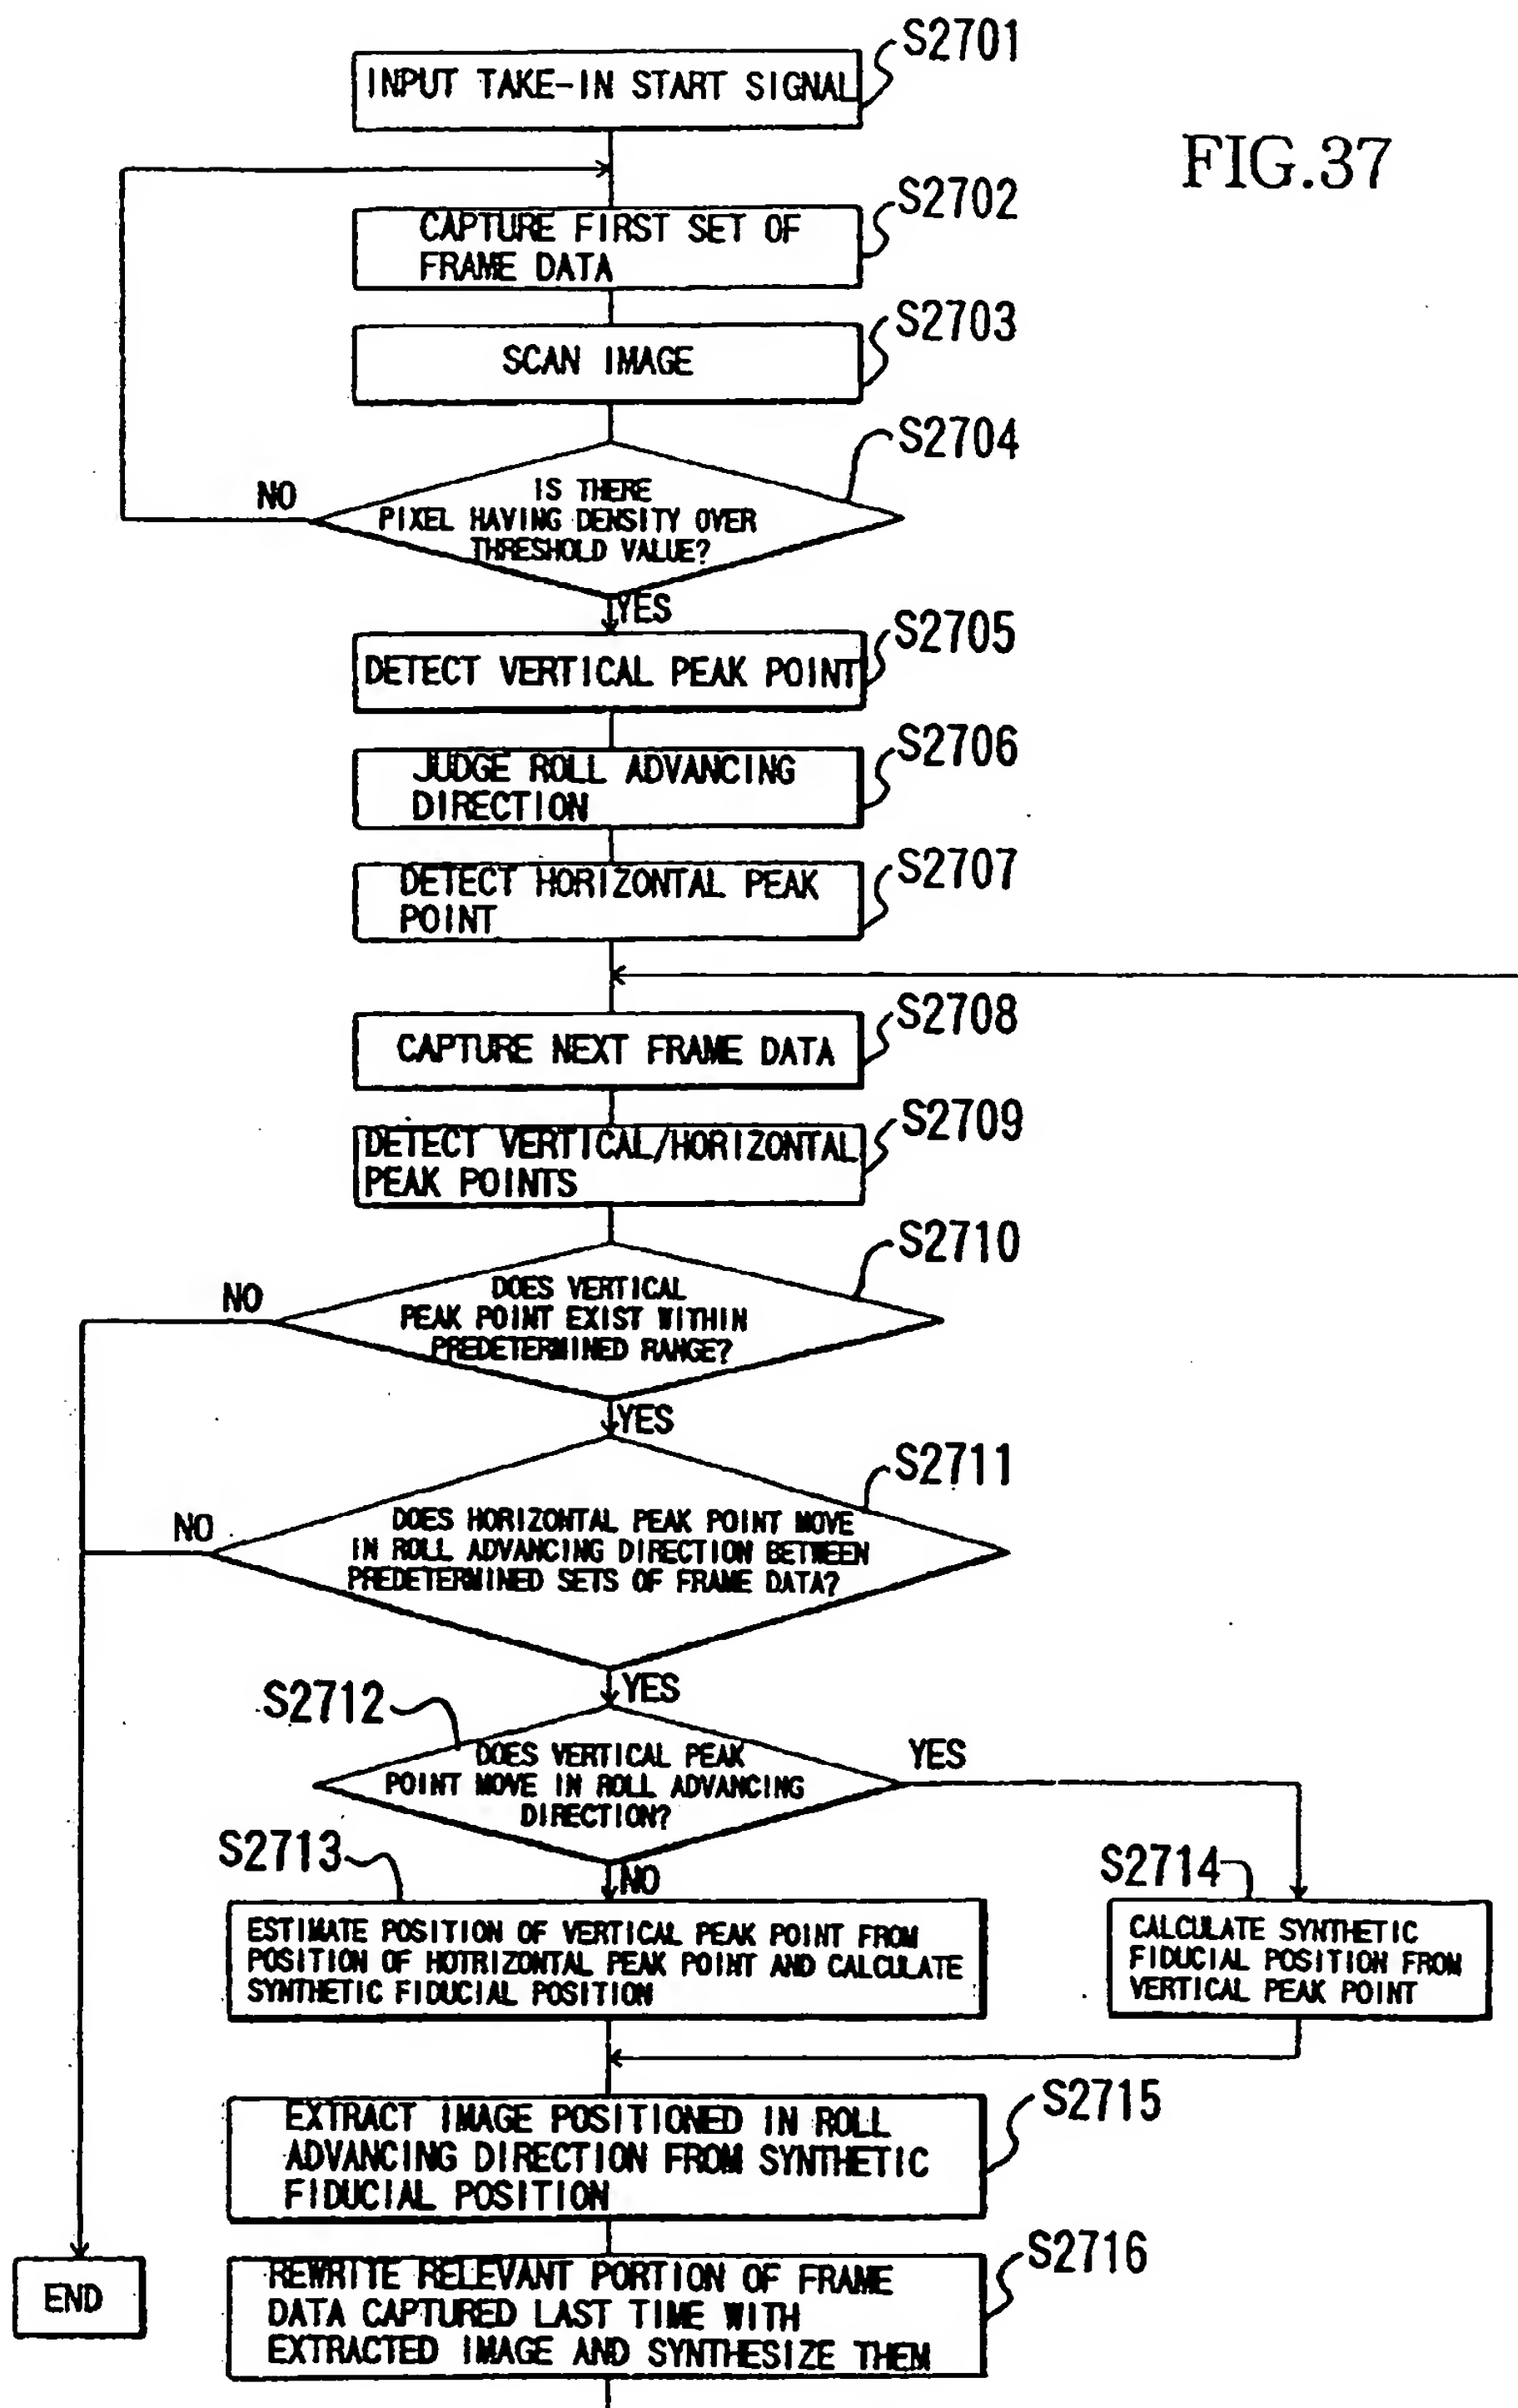 S2701
INPUT TAKE-IN START SIGNAL
FIG.37
S2702
CAPTURE FIRST SET OF
FRAME DATA
S2703
SCAN IMAGE
S2704
NO
IS THERE
PIXEL HAVING DENSITY OVER
THRESHOLD VALUE?
YES
S2705
DETECT VERTICAL PEAK POINT
S2706
JUDGE ROLL ADVANCING
DIRECTION
S2707
DETECT HORIZONTAL PEAK
POINT
S2708
CAPTURE NEXT FRAME DATA
S2709
DETECT VERTICAL/HORIZONTAL
PEAK POINTS
S2710
NO
DOES VERTICAL
PEAK POINT EXIST WITHIN
PREDETERMINED RANGE?
YES
S2711
NO
DOES HORIZONTAL PEAK POINT MOVE
IN ROLL ADVANCING DIRECTION BETWEEN
PREDETERMINED SETS OF FRAME DATA?
YES
S2712
DOES VERTICAL PEAK
POINT MOVE IN ROLL ADVANCING
DIRECTION?
YES
NO
S2713
ESTIMATE POSITION OF VERTICAL PEAK POINT FROM
POSITION OF HOTRIZONTAL PEAK POINT AND CALCULATE
SYNTHETIC FIDUCIAL POSITION
S2714
CALCULATE SYNTHETIC
FIDUCIAL POSITION FROM
VERTICAL PEAK POINT
S2715
EXTRACT IMAGE POSITIONED IN ROLL
ADVANCING DIRECTION FROM SYNTHETIC
FIDUCIAL POSITION
S2716
REWRITE RELEVANT PORTION OF FRAME
DATA CAPTURED LAST TIME WITH
EXTRACTED IMAGE AND SYNTHESIZE THEM
END